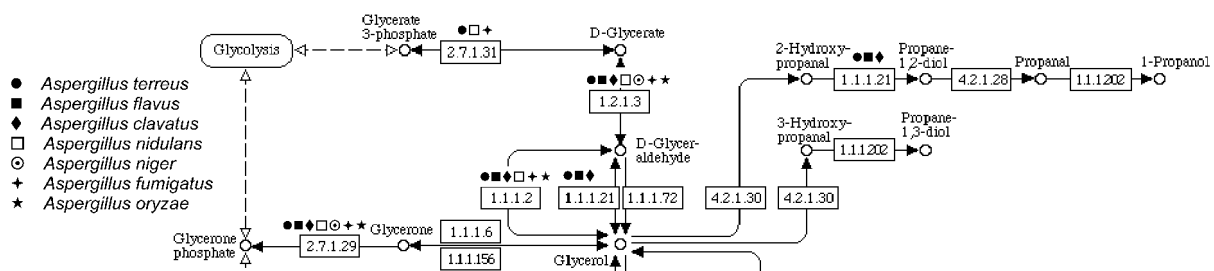 Glycerate
3-phosphate
2.7.1.31
D-Glycerate
Glycolysis
2-Hydroxy-
propanal
1.1.1.21
Propane-
1,2-diol
4.2.1.28
Propanal
1.1.1.202
1-Propanol
Aspergillus terreus
Aspergillus flavus
Aspergillus clavatus
Aspergillus nidulans
Aspergillus niger
Aspergillus fumigatus
Aspergillus oryzae
1.2.1.3
D-Glycer-
aldehyde
3-Hydroxy-
propanal
1.1.1.202
Propane-
1,3-diol
1.1.1.2
1.1.1.21
1.1.1.72
4.2.1.30
4.2.1.30
Glycerone
phosphate
2.7.1.29
Glycerone
1.1.1.6
1.1.1.156
Glycerol